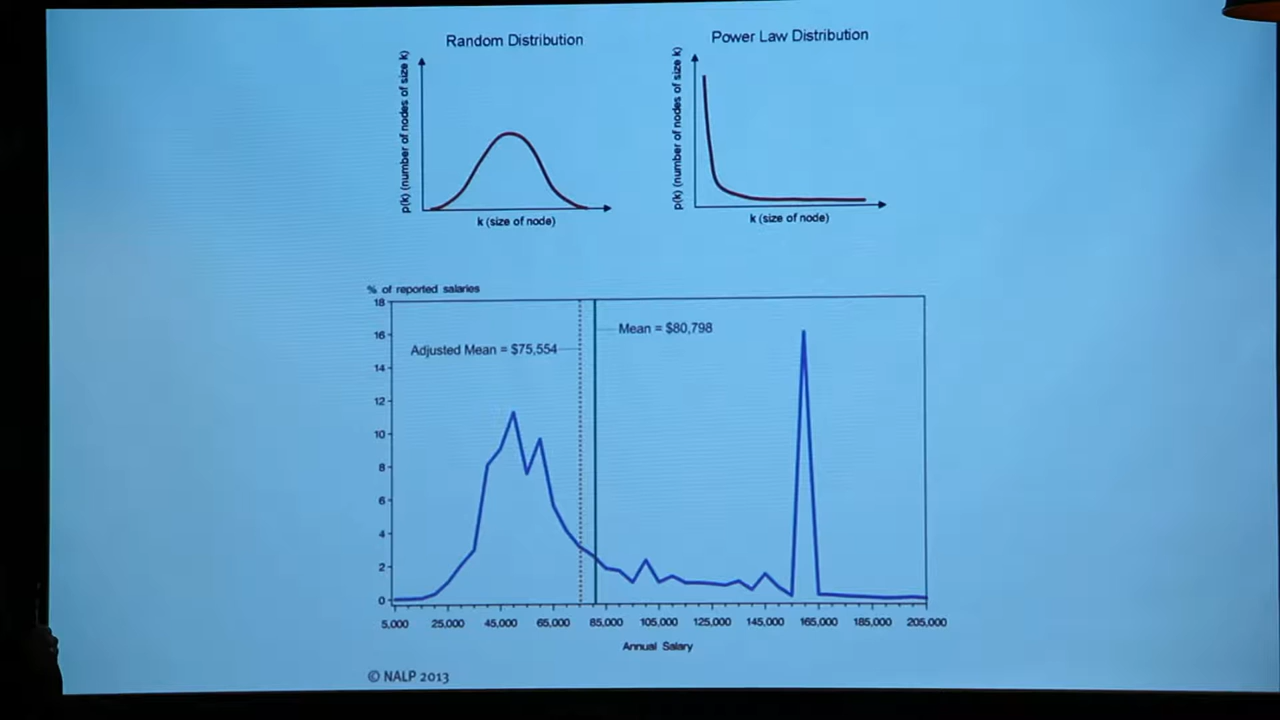 Random Distribution
p(k) (number of nodes of size k)
k (size of node)
Power Law Distribution
p(k) (number of nodes of size k)
k (size of node)
% of reported salaries
18
16
14
12
10
8
6
4
2
0
Adjusted Mean = $75,554
Mean = $80,798
5,000 25,000 45,000 65,000 85,000 105,000 125,000 145,000 165,000 185,000 205,000
Annual Salary
© NALP 2013